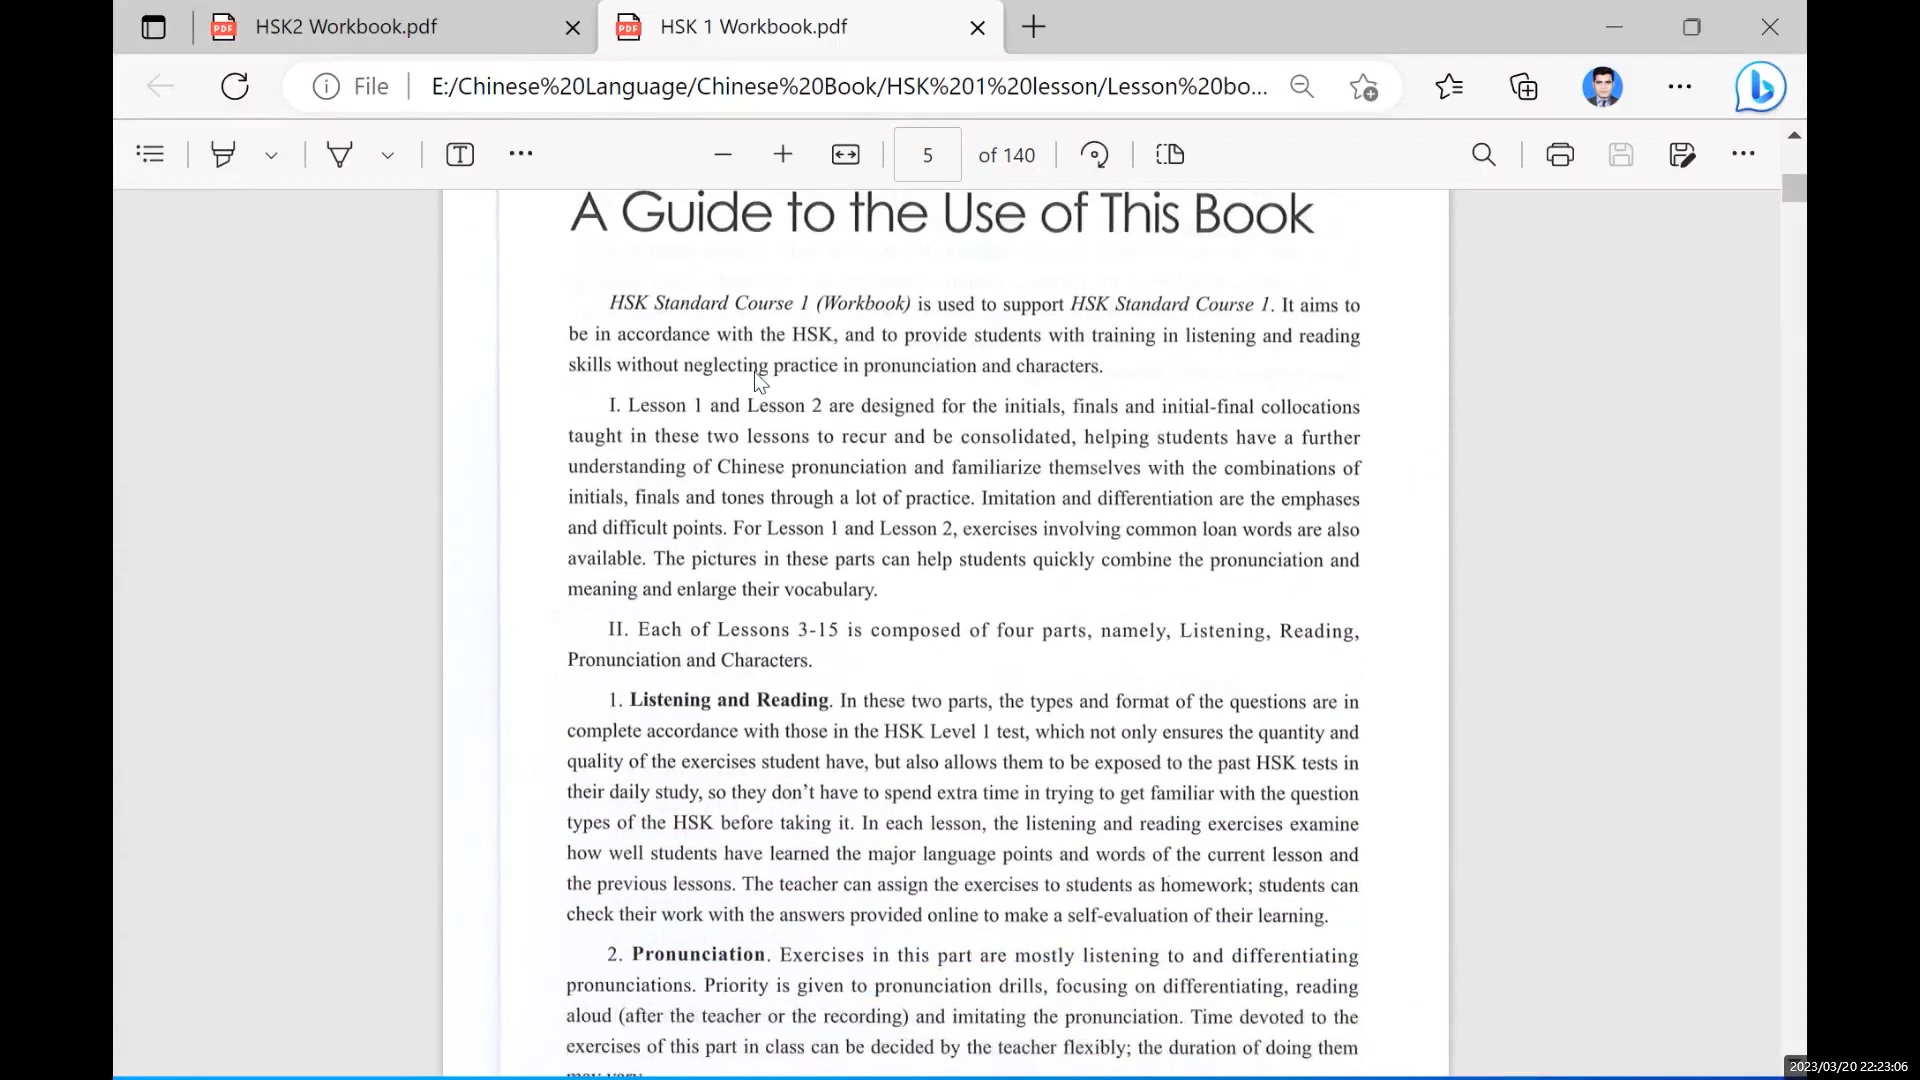 HSK2 Workbook.pdf
HSK 1 Workbook.pdf
File
E:/Chinese%20Language/Chinese%20Book/HSK%201%20lesson/Lesson%20bo...
5 of 140
A Guide to the Use of This Book
HSK Standard Course 1 (Workbook) is used to support HSK Standard Course 1. It aims to
be in accordance with the HSK, and to provide students with training in listening and reading
skills without neglecting practice in pronunciation and characters.
I. Lesson 1 and Lesson 2 are designed for the initials, finals and initial-final collocations
taught in these two lessons to recur and be consolidated, helping students have a further
understanding of Chinese pronunciation and familiarize themselves with the combinations of
initials, finals and tones through a lot of practice. Imitation and differentiation are the emphases
and difficult points. For Lesson 1 and Lesson 2, exercises involving common loan words are also
available. The pictures in these parts can help students quickly combine the pronunciation and
meaning and enlarge their vocabulary.
II. Each of Lessons 3-15 is composed of four parts, namely, Listening, Reading,
Pronunciation and Characters.
1. Listening and Reading. In these two parts, the types and format of the questions are in
complete accordance with those in the HSK Level 1 test, which not only ensures the quantity and
quality of the exercises student have, but also allows them to be exposed to the past HSK tests in
their daily study, so they don't have to spend extra time in trying to get familiar with the question
types of the HSK before taking it. In each lesson, the listening and reading exercises examine
how well students have learned the major language points and words of the current lesson and
the previous lessons. The teacher can assign the exercises to students as homework; students can
check their work with the answers provided online to make a self-evaluation of their learning.
2. Pronunciation. Exercises in this part are mostly listening to and differentiating
pronunciations. Priority is given to pronunciation drills, focusing on differentiating, reading
aloud (after the teacher or the recording) and imitating the pronunciation. Time devoted to the
exercises of this part in class can be decided by the teacher flexibly; the duration of doing them
may vary.
2023/03/20 22:23:06